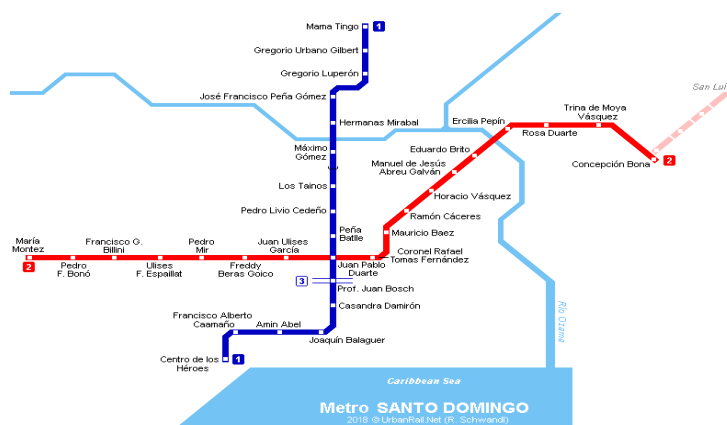 Mama Tingo
1
Gregorio Urbano Gilbert
Gregorio Luperón
José Francisco Peña Gómez
Hermanas Mirabal
Máximo
Gómez
Los Tainos
Pedro Livio Cedeño
Peña
Batlle
San Luí
Trina de Moya
Vásquez
Ercilia Pepín
Rosa Duarte
Concepción Bona
2
Eduardo Brito
Manuel de Jesús
Abreu Galván
Horacio Vásquez
Ramón Cáceres
Mauricio Baez
Coronel Rafael
Tomas Fernández
María
Montez
2
Pedro
F. Bonó
Francisco G.
Billini
Ulises
F. Espaillat
Pedro
Mir
Freddy
Beras Goico
Juan Ulises
García
Juan Pablo
Duarte
3
Prof. Juan Bosch
Casandra Damirón
Francisco Alberto
Caamaño
Amin Abel
Joaquín Balaguer
Centro de los
Héroes
1
Río Ozama
Caribbean Sea
Metro SANTO DOMINGO
2018 © UrbanRail.Net (R. Schwandl)